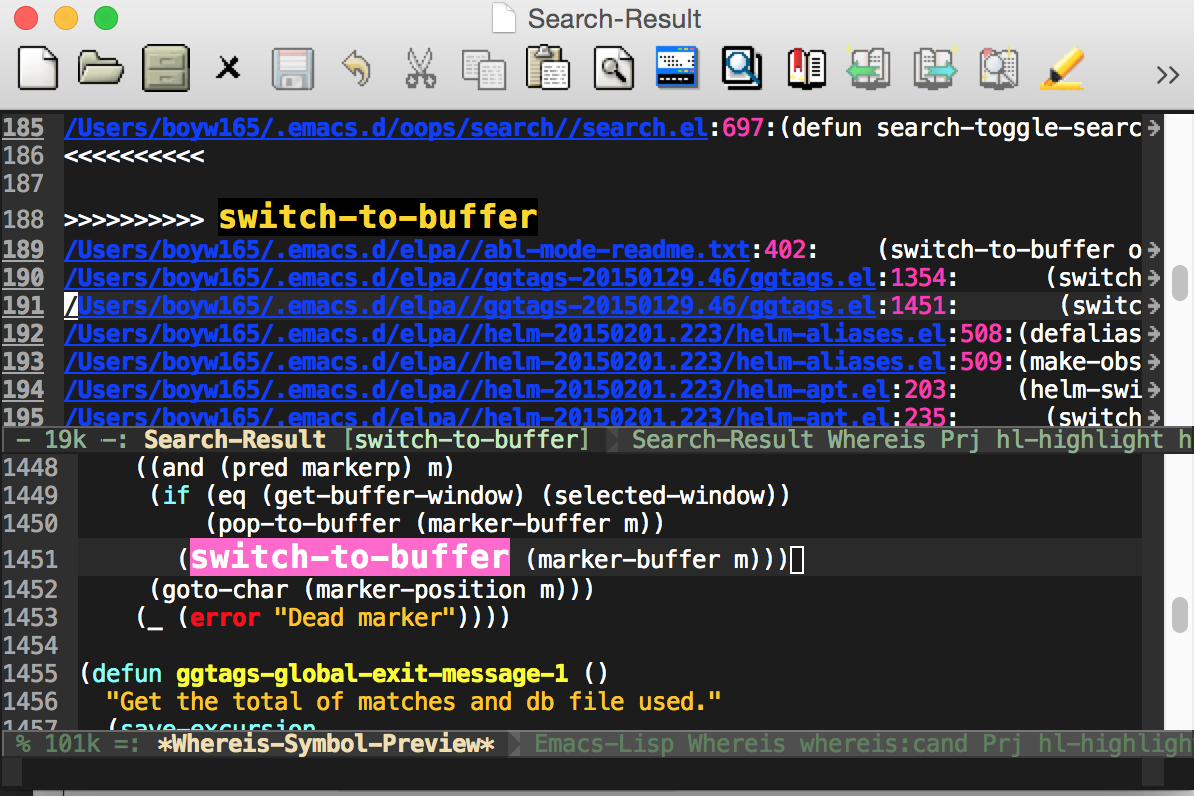 Search-Result
185 /Users/boyw165/.emacs.d/oops/search//search.el:697:(defun search-toggle-searc
186 <<<<<<<<<<
187
188 >>>>>>>>>> switch-to-buffer
189 /Users/boyw165/.emacs.d/elpa//abl-mode-readme.txt:402:    (switch-to-buffer o
190 /Users/boyw165/.emacs.d/elpa//ggtags-20150129.46/ggtags.el:1354:      (switch
191 /Users/boyw165/.emacs.d/elpa//ggtags-20150129.46/ggtags.el:1451:       (switc
192 /Users/boyw165/.emacs.d/elpa//helm-20150201.223/helm-aliases.el:508:(defalias
193 /Users/boyw165/.emacs.d/elpa//helm-20150201.223/helm-aliases.el:509:(make-obs
194 /Users/boyw165/.emacs.d/elpa//helm-20150201.223/helm-apt.el:203:    (helm-swi
195 /Users/boyw165/.emacs.d/elpa//helm-20150201.223/helm-apt.el:235:      (switch
- 19k -: Search-Result [switch-to-buffer] Search-Result Whereis Prj hl-highlight h
1448     ((and (pred markerp) m)
1449      (if (eq (get-buffer-window) (selected-window))
1450          (pop-to-buffer (marker-buffer m))
1451        (switch-to-buffer (marker-buffer m)))
1452      (goto-char (marker-position m)))
1453     (_ (error "Dead marker"))))
1454
1455 (defun ggtags-global-exit-message-1 ()
1456   "Get the total of matches and db file used."
1457   (save-excursion
% 101k =: *Whereis-Symbol-Preview* Emacs-Lisp Whereis whereis:cand Prj hl-highligh